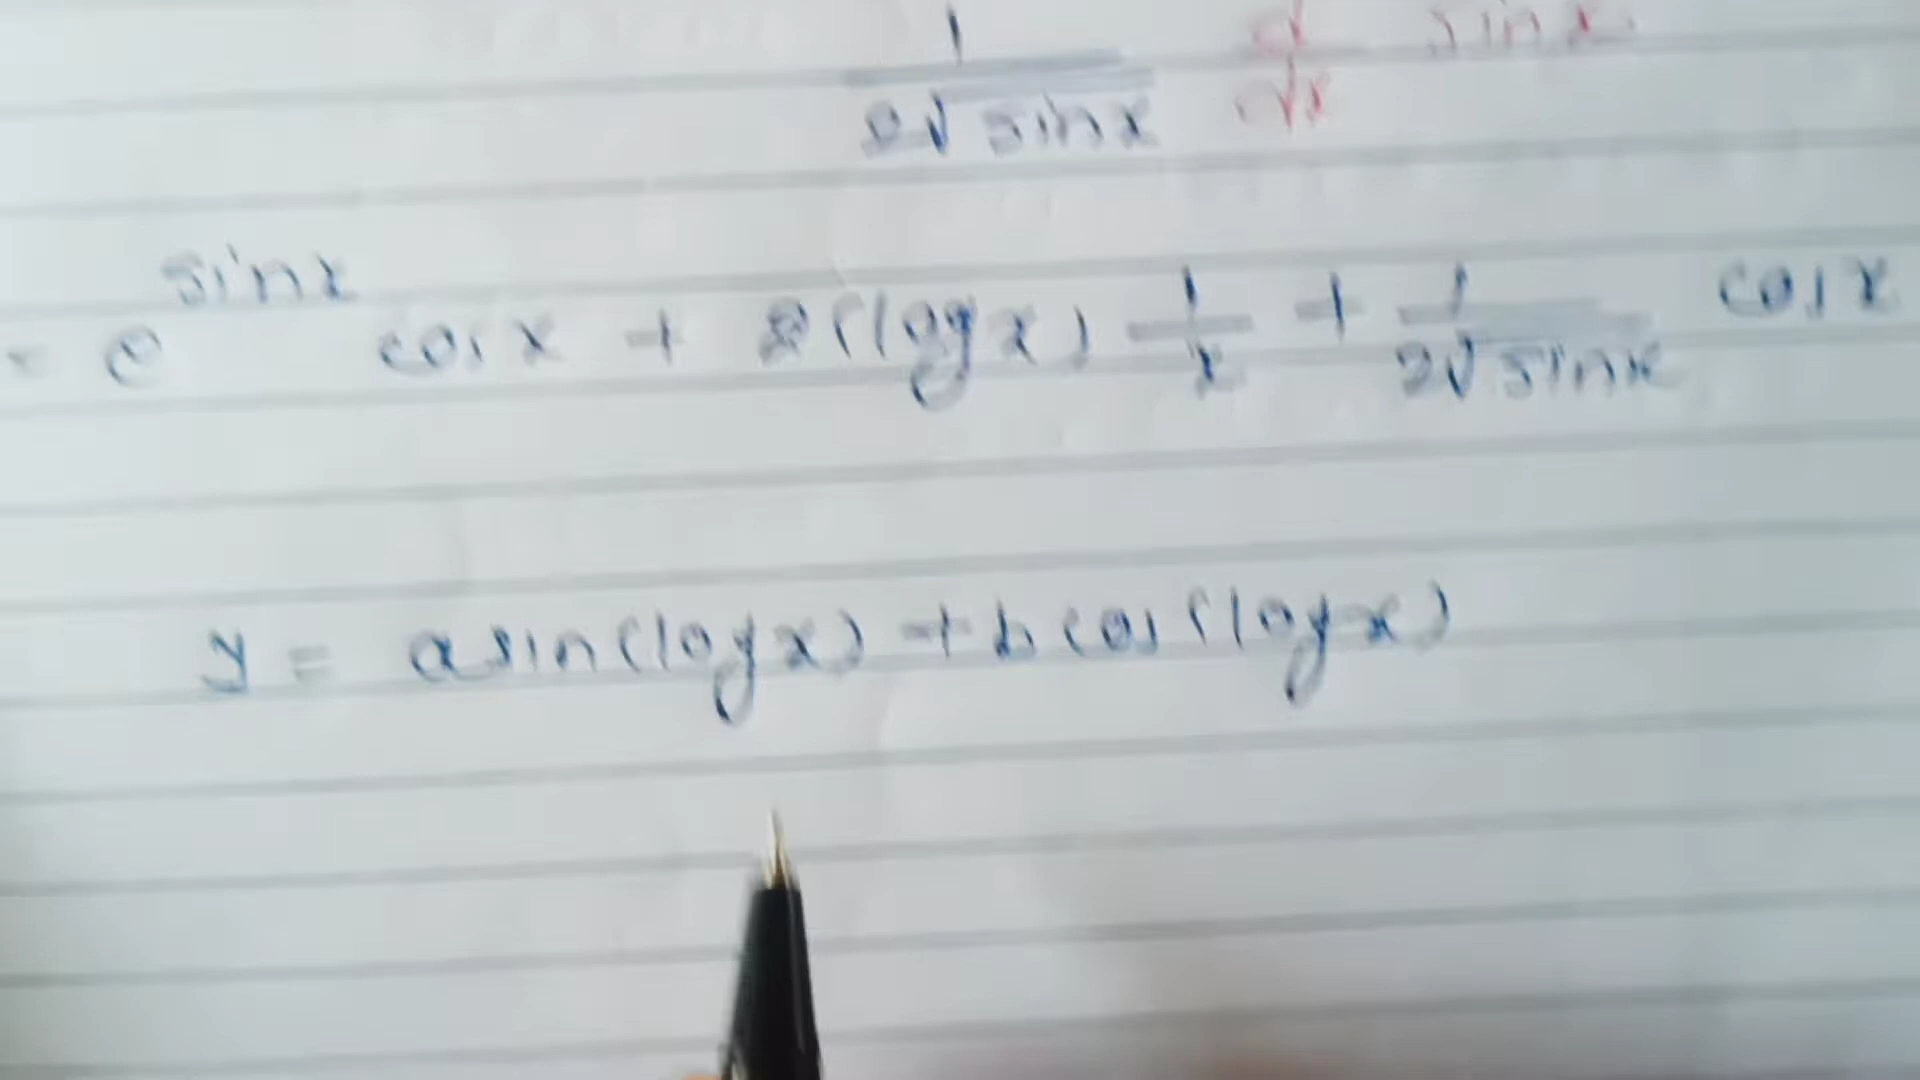 1/2√sinx d/dx sinx
= e^sinx cosx + 2(logx) 1/x + 1/2√sinx cosx
y = a sin(logx) + b cos(logx)